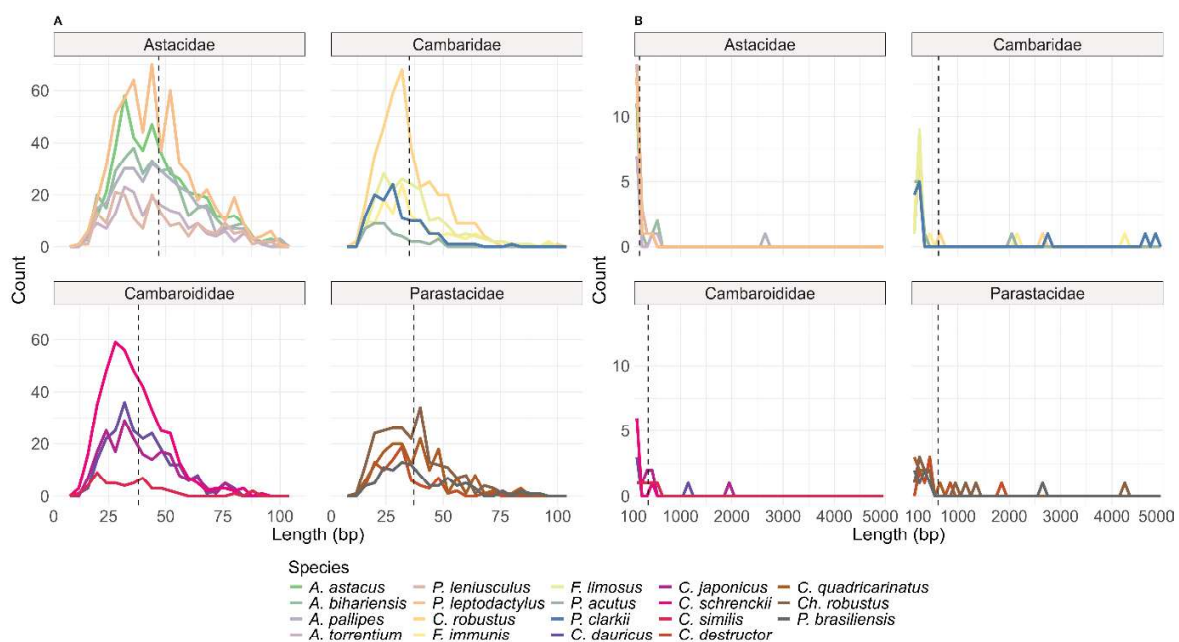 A
B
Astacidae
Cambaridae
Astacidae
Cambaridae
60
40
20
0
10
5
0
Count
Count
Cambaroididae
Parastacidae
Cambaroididae
Parastacidae
60
40
20
0
10
5
0
25 50 75 100
25 50 75 100
100 1000 2000 3000 4000 5000
100 1000 2000 3000 4000 5000
Length (bp)
Length (bp)
Species
A. astacus P. leniusculus F. limosus C. japonicus C. quadricarinatus
A. bihariensis P. leptodactylus P. acutus C. schrenckii Ch. robustus
A. pallipes C. robustus P. clarkii C. similis P. brasiliensis
A. torrentium F. immunis C. dauricus C. destructor